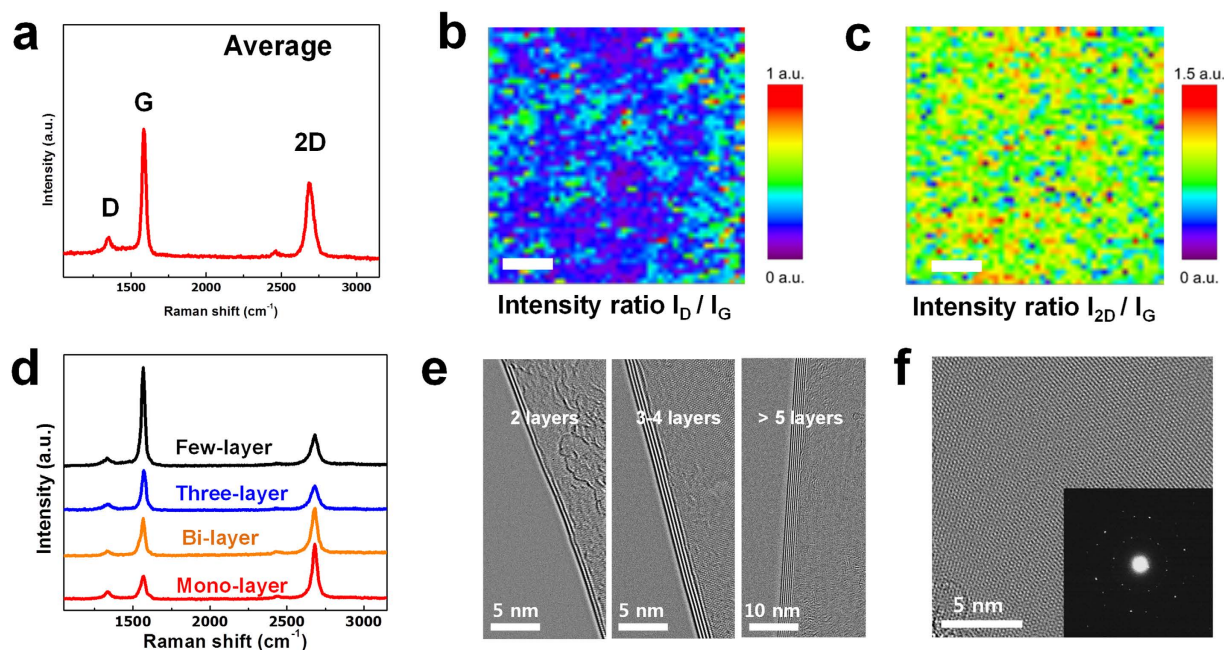 a
Average
G
2D
D
Intensity (a.u.)
1500
2000
2500
3000
Raman shift (cm⁻¹)
b
1 a.u.
0 a.u.
Intensity ratio I_D / I_G
c
1.5 a.u.
0 a.u.
Intensity ratio I_2D / I_G
d
Few-layer
Three-layer
Bi-layer
Mono-layer
Intensity (a.u.)
1500
2000
2500
3000
Raman shift (cm⁻¹)
e
2 layers
3-4 layers
> 5 layers
5 nm
5 nm
10 nm
f
5 nm